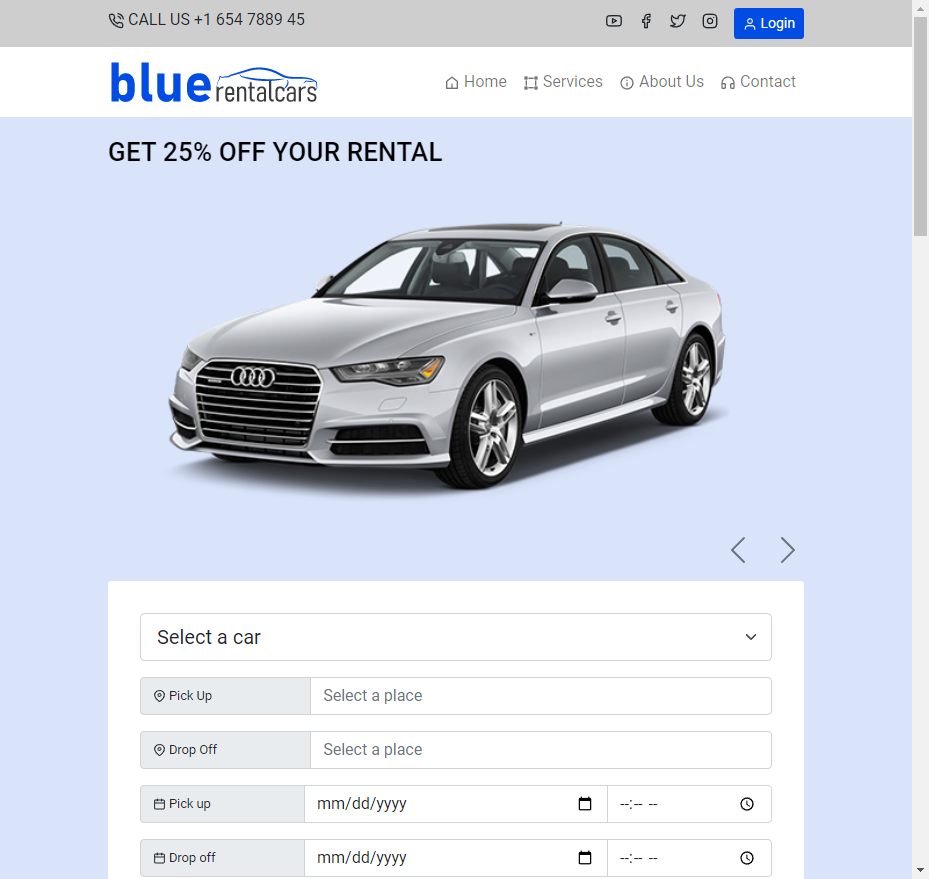 CALL US +1 654 7889 45
Login
blue rentalcars
Home Services About Us Contact
GET 25% OFF YOUR RENTAL
Select a car
Pick Up Select a place
Drop Off Select a place
Pick up mm/dd/yyyy --:-- --
Drop off mm/dd/yyyy --:-- --